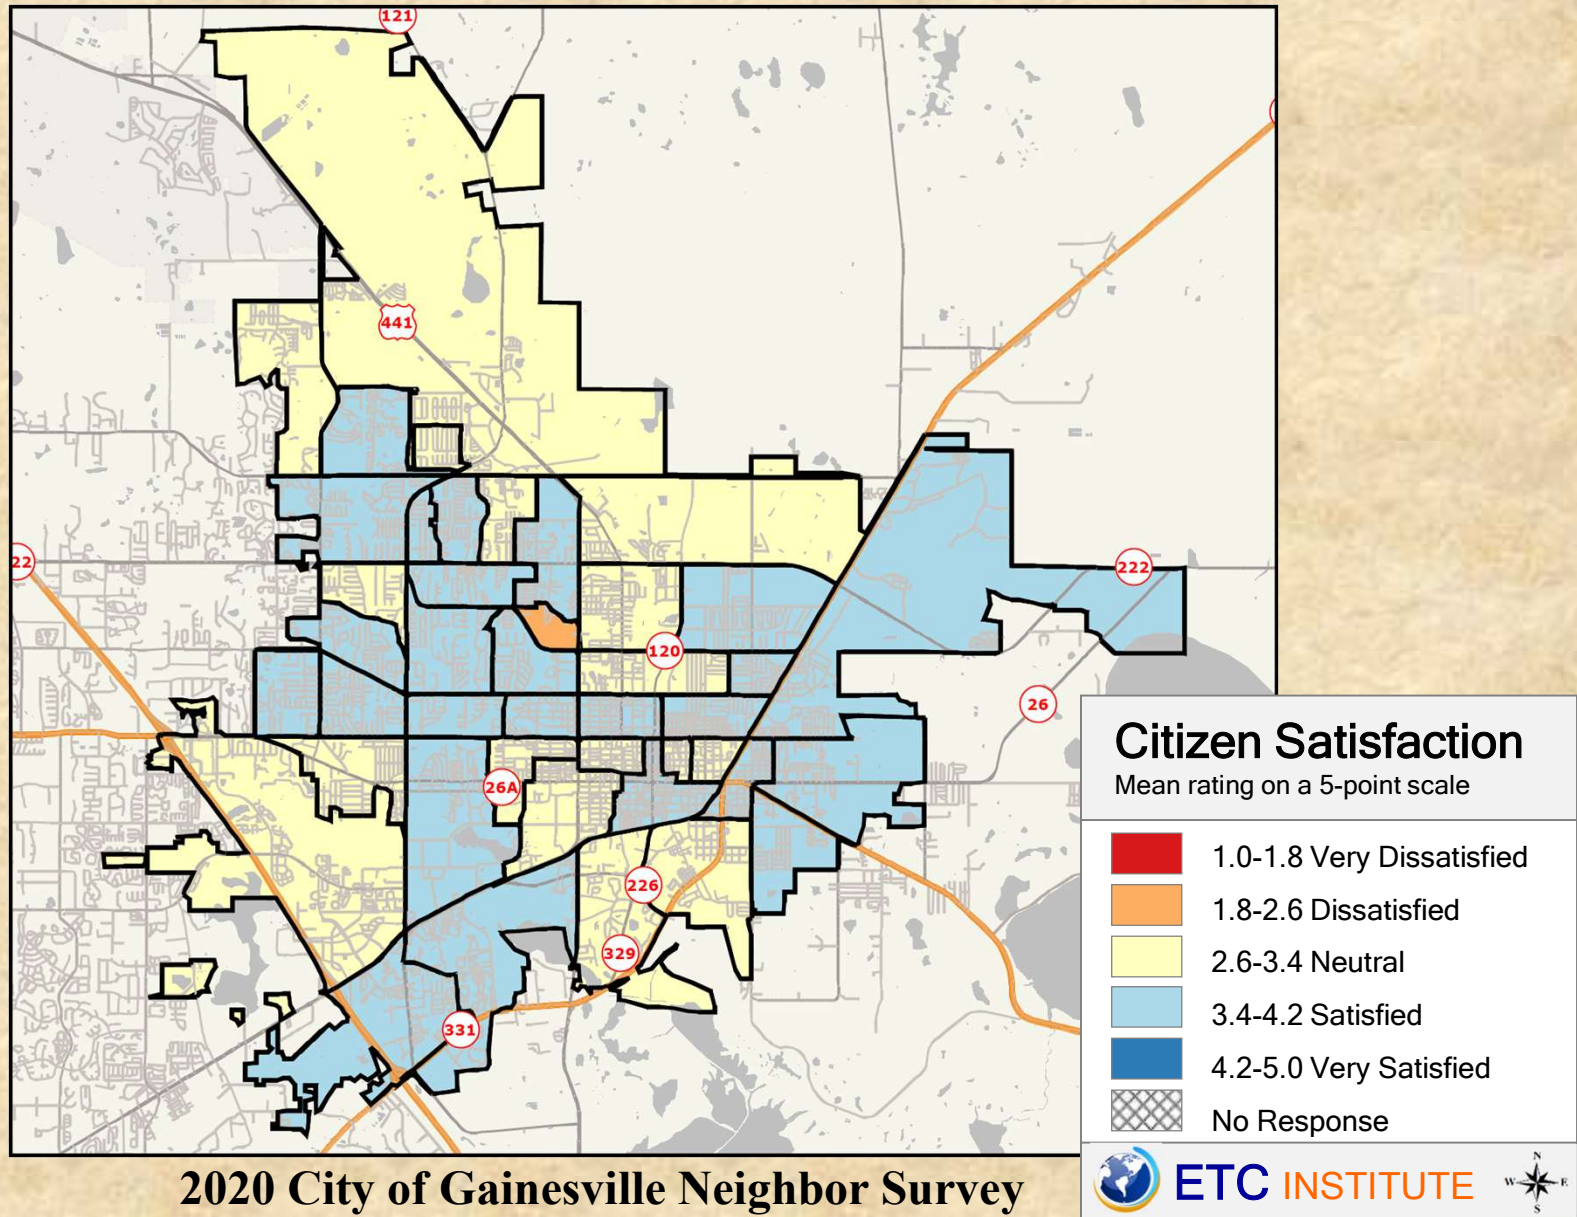 121
441
22
222
120
26
26A
226
329
331
Citizen Satisfaction
Mean rating on a 5-point scale
1.0-1.8 Very Dissatisfied
1.8-2.6 Dissatisfied
2.6-3.4 Neutral
3.4-4.2 Satisfied
4.2-5.0 Very Satisfied
No Response
ETC INSTITUTE
N
W E
S
2020 City of Gainesville Neighbor Survey